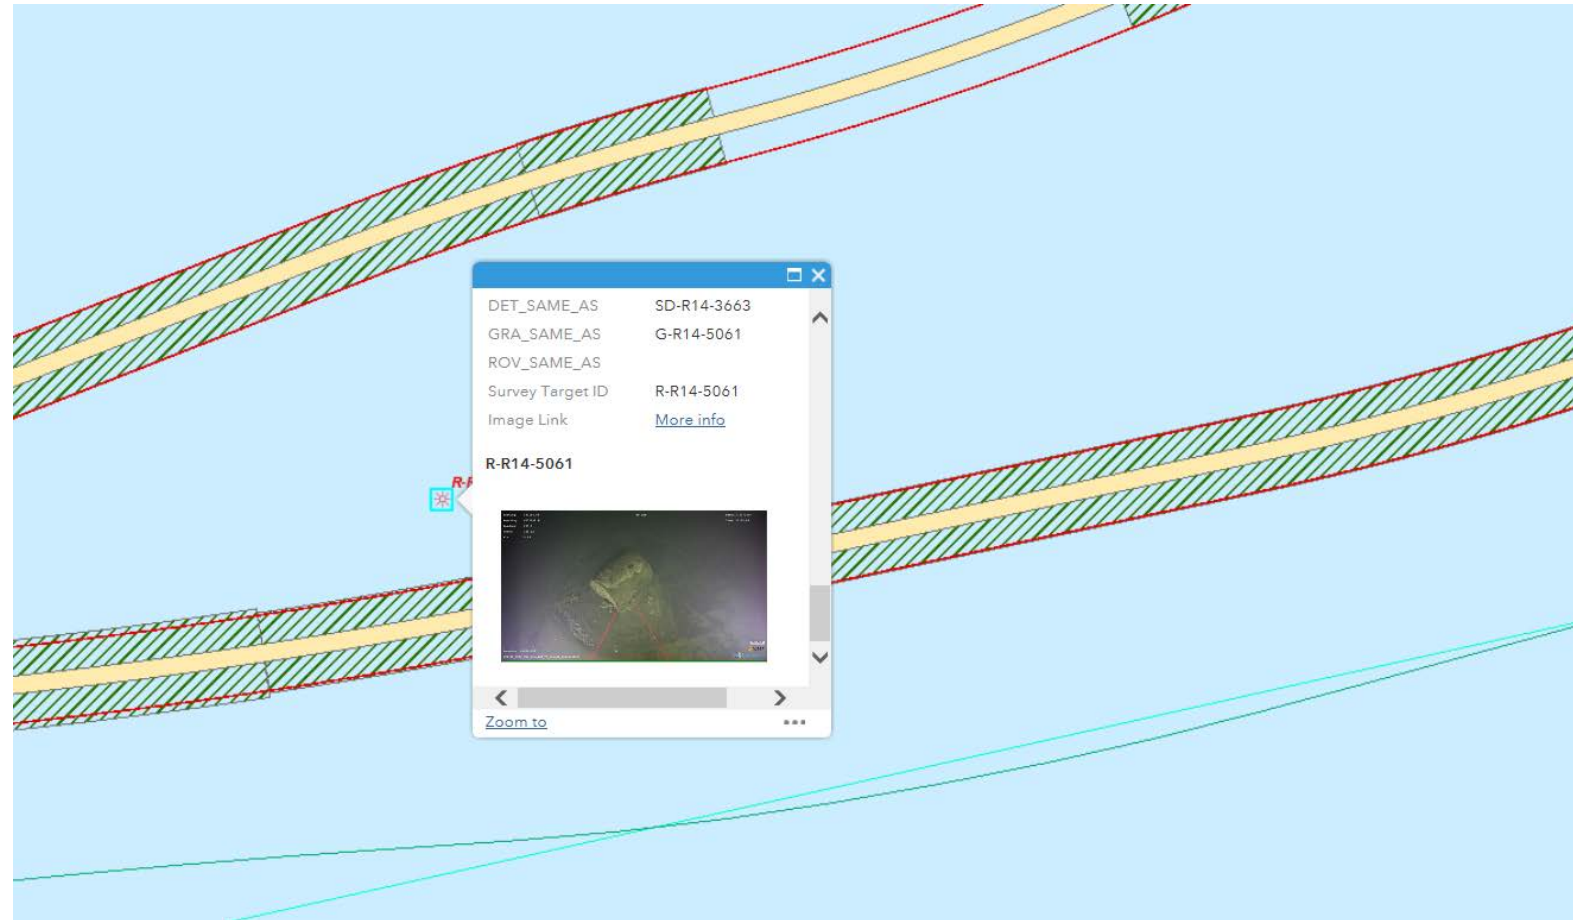 DET_SAME_AS SD-R14-3663
GRA_SAME_AS G-R14-5061
ROV_SAME_AS
Survey Target ID R-R14-5061
Image Link More info
R-R14-5061
Zoom to